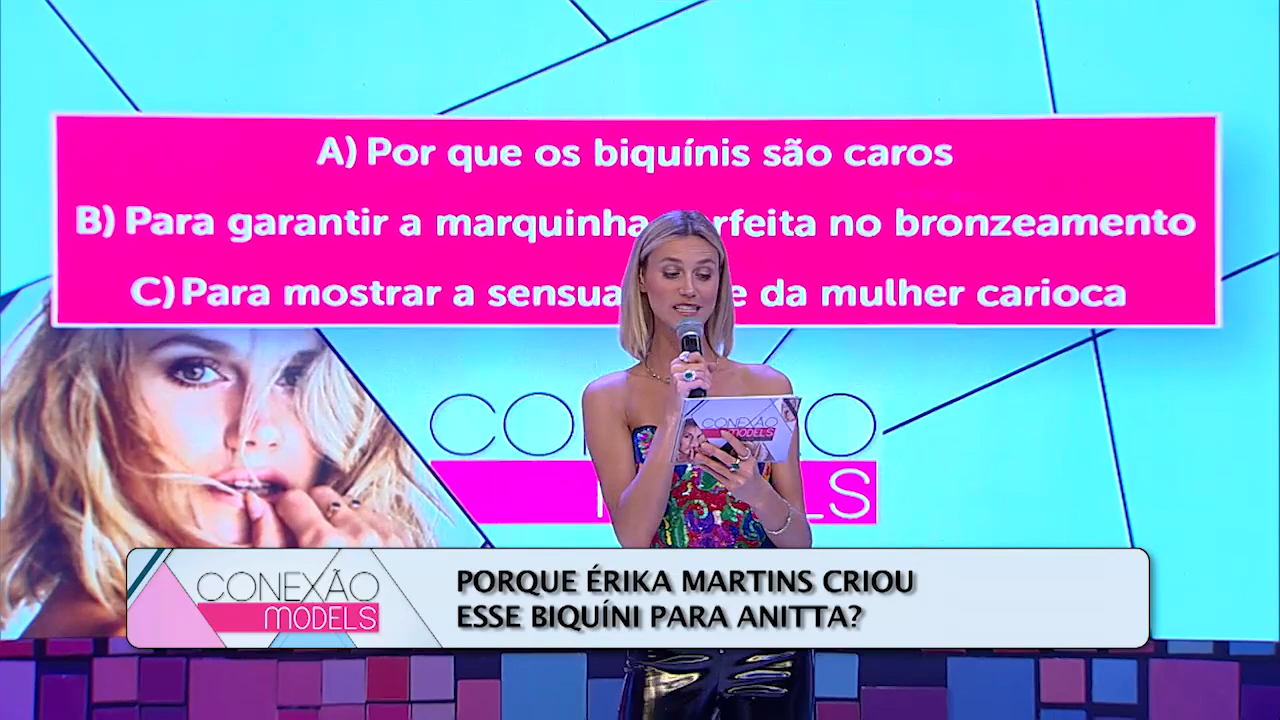 A) Por que os biquínis são caros
B) Para garantir a marquinha no bronzeamento
C) Para mostrar a da mulher carioca
CONEXÃO
MODELS
CONEXÃO
MODELS
PORQUE ÉRIKA MARTINS CRIOU
ESSE BIQUÍNI PARA ANITTA?